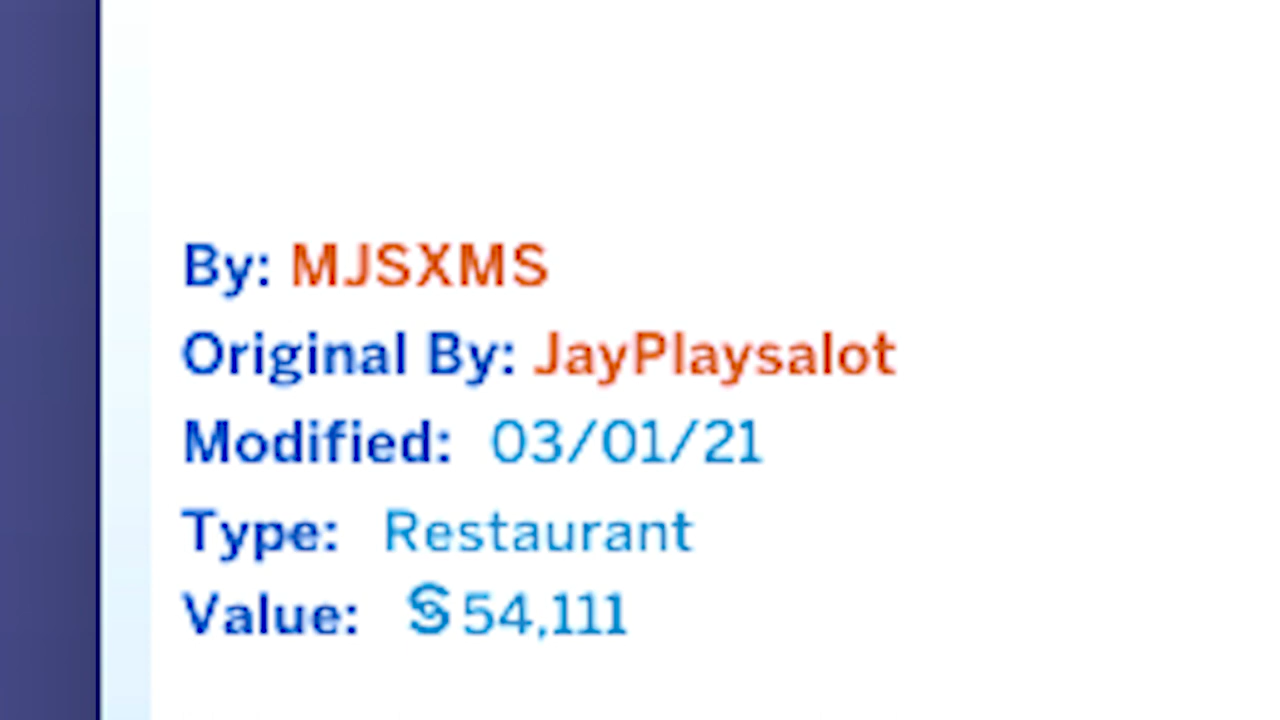 By: MJSXMS
Original By: JayPlaysalot
Modified: 03/01/21
Type: Restaurant
Value: §54,111